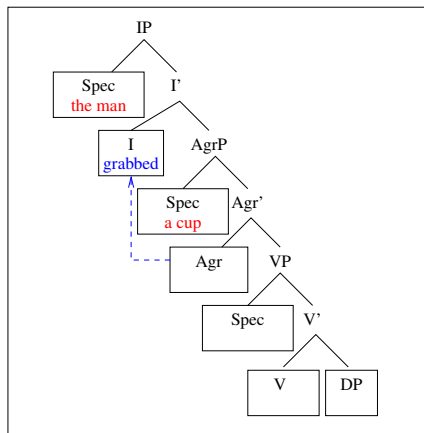 IP
Spec
the man
I'
I
grabbed
AgrP
Spec
a cup
Agr'
Agr
VP
Spec
V'
V
DP